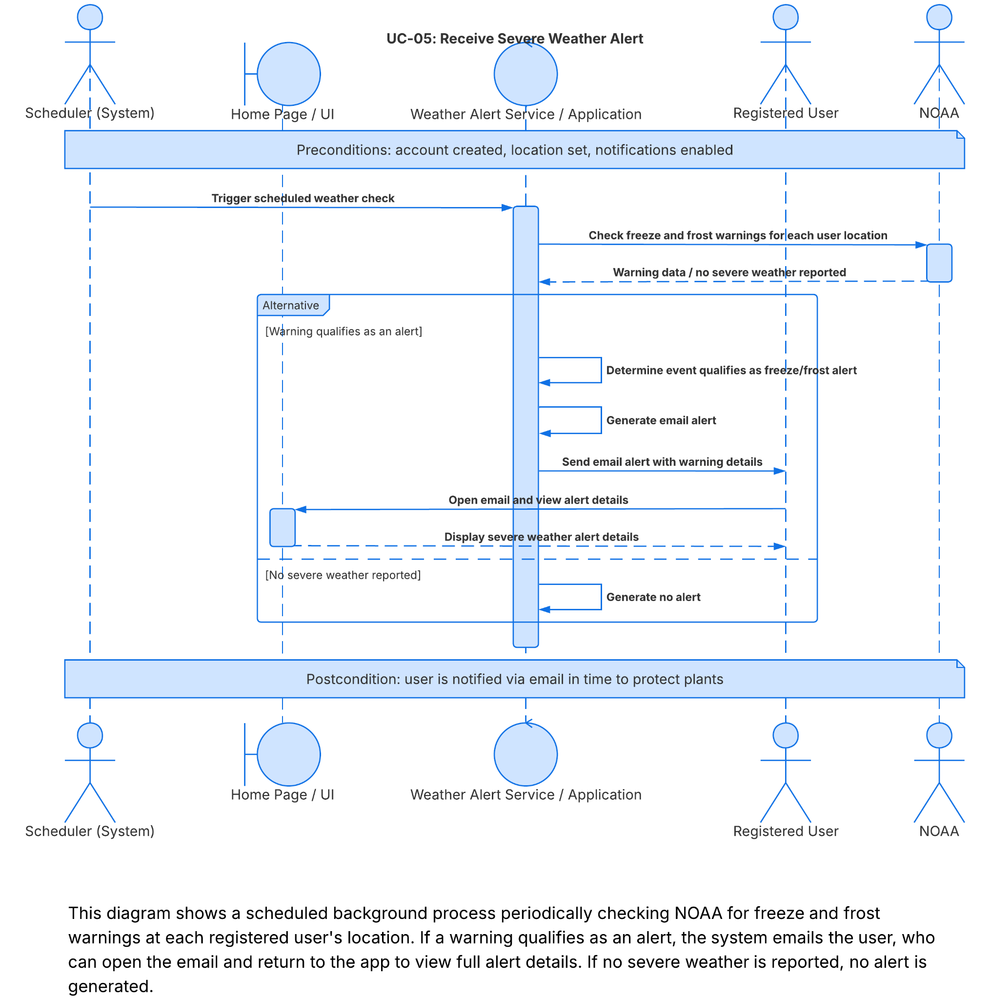 UC-05: Receive Severe Weather Alert
Scheduler (System)
Home Page / UI
Weather Alert Service / Application
Registered User
NOAA
Preconditions: account created, location set, notifications enabled
Trigger scheduled weather check
Check freeze and frost warnings for each user location
Warning data / no severe weather reported
Alternative
[Warning qualifies as an alert]
Determine event qualifies as freeze/frost alert
Generate email alert
Send email alert with warning details
Open email and view alert details
Display severe weather alert details
[No severe weather reported]
Generate no alert
Postcondition: user is notified via email in time to protect plants
Home Page / UI
Weather Alert Service / Application
Scheduler (System)
Registered User
NOAA
This diagram shows a scheduled background process periodically checking NOAA for freeze and frost
warnings at each registered user's location. If a warning qualifies as an alert, the system emails the user, who
can open the email and return to the app to view full alert details. If no severe weather is reported, no alert is
generated.